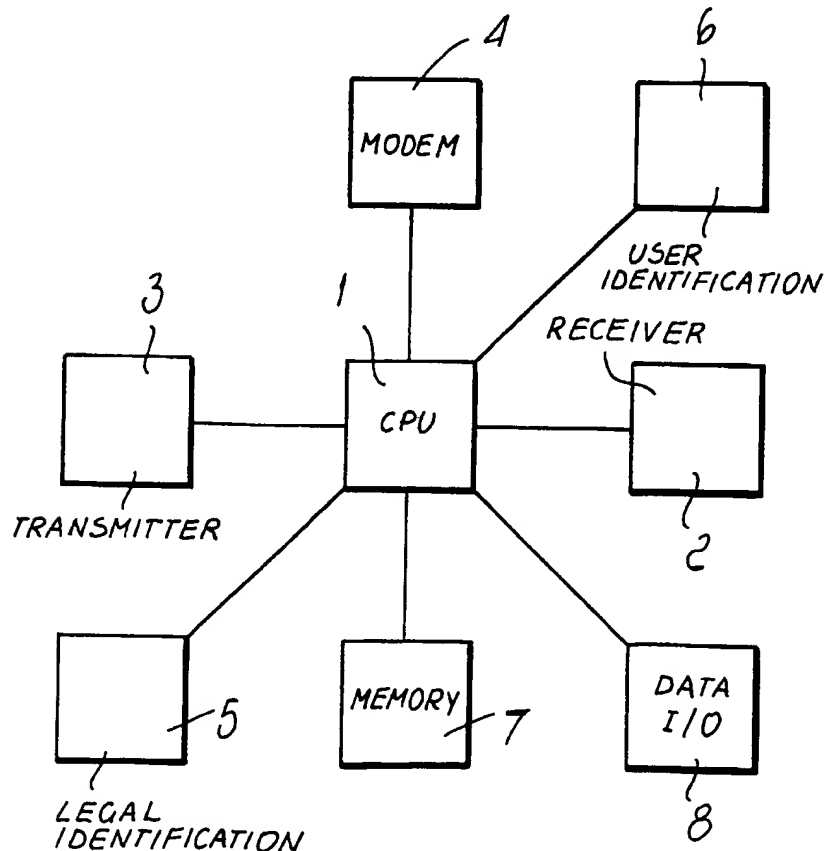 4
6
MODEM
USER
IDENTIFICATION
3
1
RECEIVER
CPU
TRANSMITTER
2
5
MEMORY
7
DATA
I/O
8
LEGAL
IDENTIFICATION